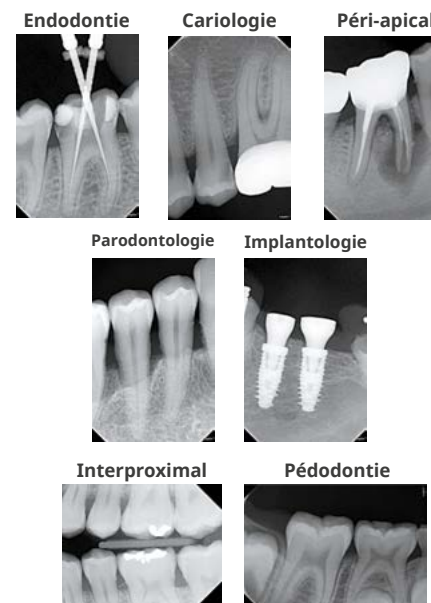 Endodontie
Cariologie
Péri-apical
Parodontologie
Implantologie
Interproximal
Pédodontie